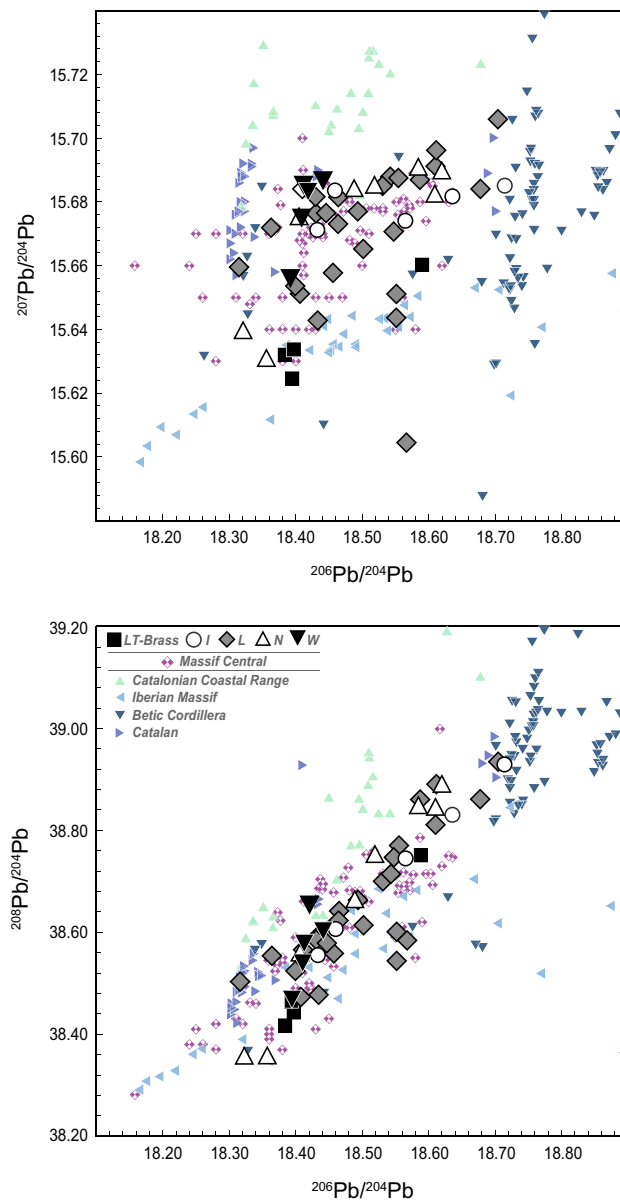 15.72
15.70
15.68
15.66
15.64
15.62
15.60
207Pb/204Pb
18.20 18.30 18.40 18.50 18.60 18.70 18.80
206Pb/204Pb
39.20
39.00
38.80
38.60
38.40
38.20
208Pb/204Pb
LT-Brass I L N W
Massif Central
Catalonian Coastal Range
Iberian Massif
Betic Cordillera
Catalan
18.20 18.30 18.40 18.50 18.60 18.70 18.80
206Pb/204Pb